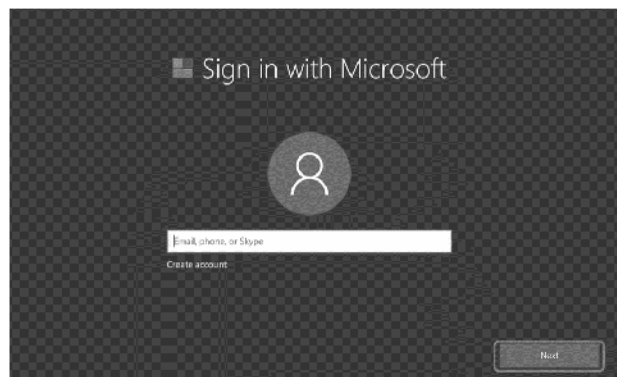 Sign in with Microsoft
Email, phone, or Skype
Create account
Next